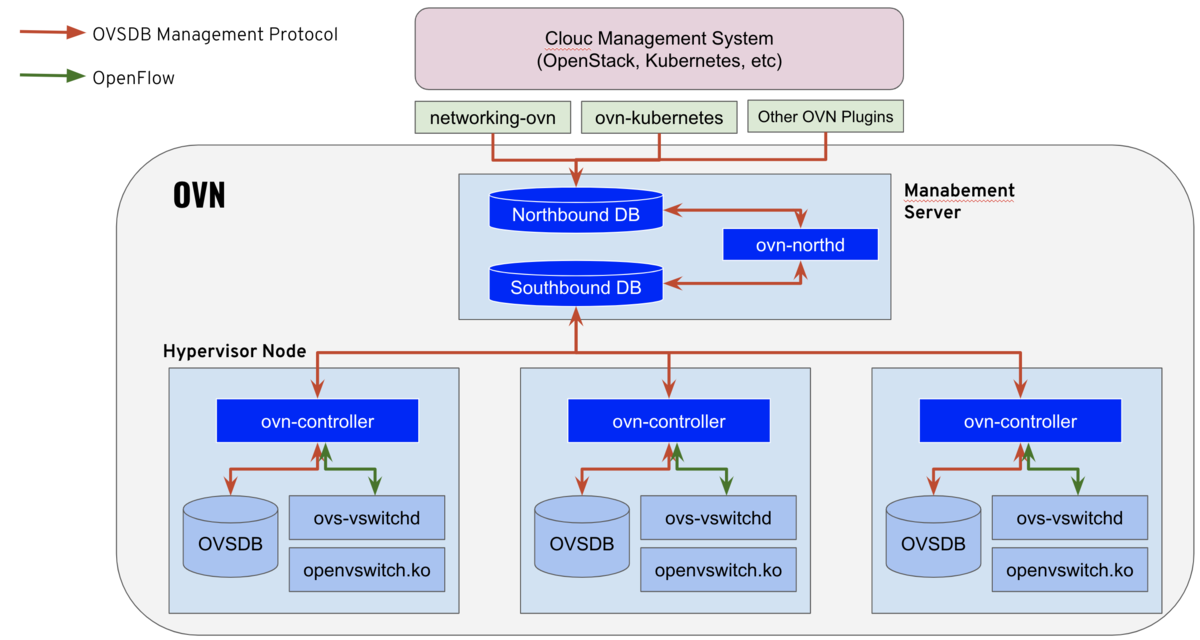 OVSDB Management Protocol
OpenFlow
Clouc Management System
(OpenStack, Kubernetes, etc)
networking-ovn
ovn-kubernetes
Other OVN Plugins
OVN
Northbound DB
ovn-northd
Southbound DB
Manabement
Server
Hypervisor Node
ovn-controller
OVSDB
ovs-vswitchd
openvswitch.ko
ovn-controller
OVSDB
ovs-vswitchd
openvswitch.ko
ovn-controller
OVSDB
ovs-vswitchd
openvswitch.ko